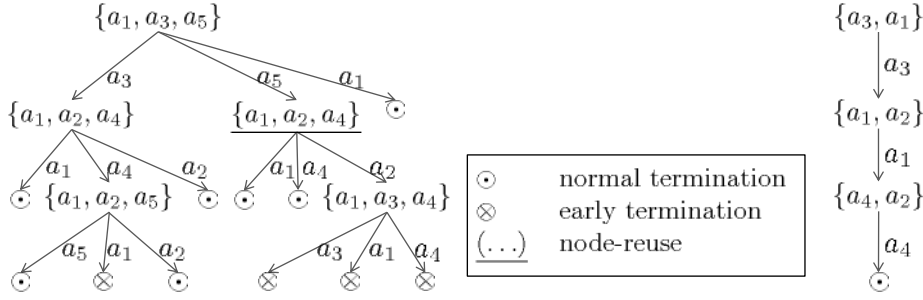 {a₁, a₃, a₅}
a₃ a₅ a₁
{a₁, a₂, a₄} {a₁, a₂, a₄} ⊙
a₁ a₄ a₂ a₁ a₄ a₂
⊙ {a₁, a₂, a₅} ⊙ ⊙ ⊙ {a₁, a₃, a₄}
a₅ a₁ a₂ a₃ a₁ a₄
⊙ ⊗ ⊙ ⊗ ⊗ ⊗
⊙ normal termination
⊗ early termination
(...) node-reuse
{a₃, a₁}
a₃
{a₁, a₂}
a₁
{a₄, a₂}
a₄
⊙